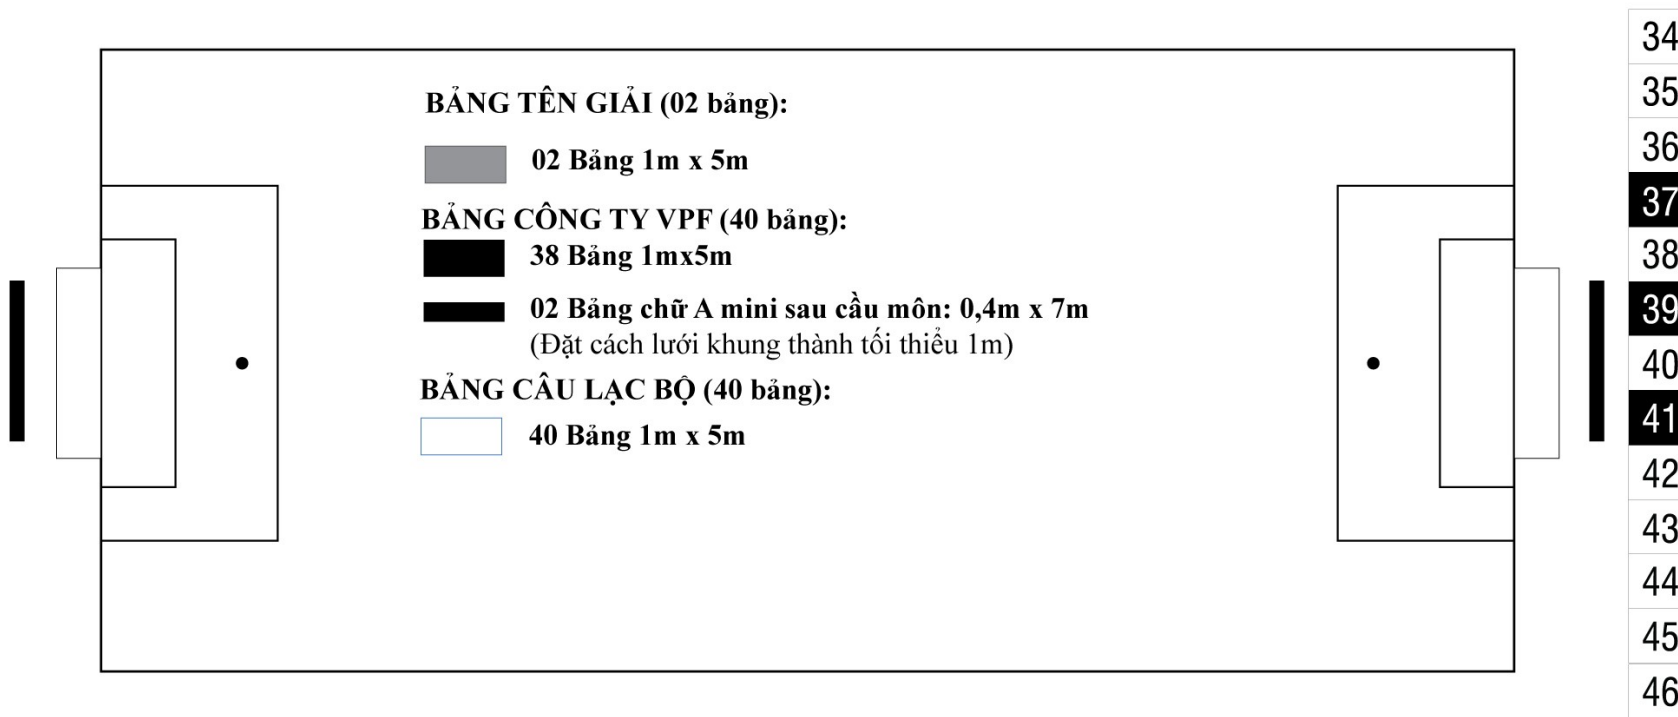 BẢNG TÊN GIẢI (02 bảng):
02 Bảng 1m x 5m
BẢNG CÔNG TY VPF (40 bảng):
38 Bảng 1mx5m
02 Bảng chữ A mini sau cầu môn: 0,4m x 7m
(Đặt cách lưới khung thành tối thiểu 1m)
BẢNG CÂU LẠC BỘ (40 bảng):
40 Bảng 1m x 5m
34
35
36
37
38
39
40
41
42
43
44
45
46